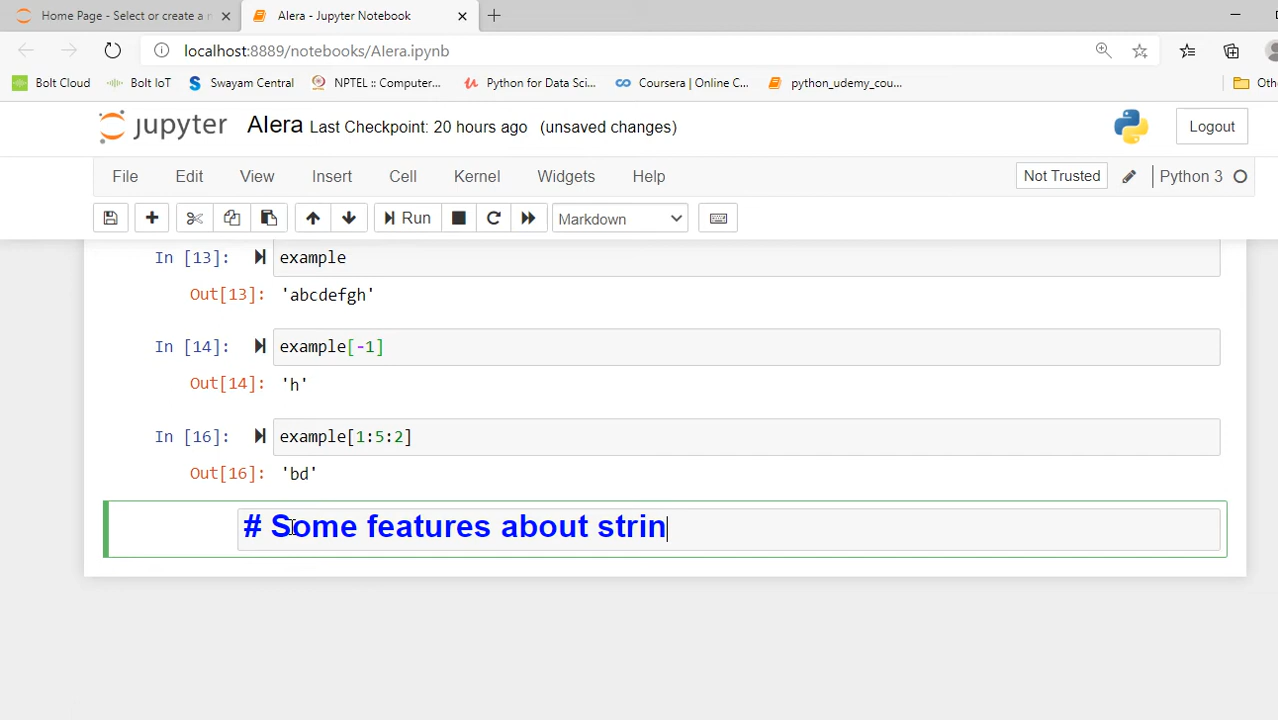 Home Page - Select or create a n
Alera - Jupyter Notebook
localhost:8889/notebooks/Alera.ipynb
Bolt Cloud
Bolt IoT
Swayam Central
NPTEL :: Computer...
Python for Data Sci...
Coursera | Online C...
python_udemy_cou...
Oth
jupyter Alera Last Checkpoint: 20 hours ago (unsaved changes)
Logout
File Edit View Insert Cell Kernel Widgets Help
Not Trusted
Python 3
Run
Markdown
In [13]: example
Out[13]: 'abcdefgh'
In [14]: example[-1]
Out[14]: 'h'
In [16]: example[1:5:2]
Out[16]: 'bd'
# Some features about strin